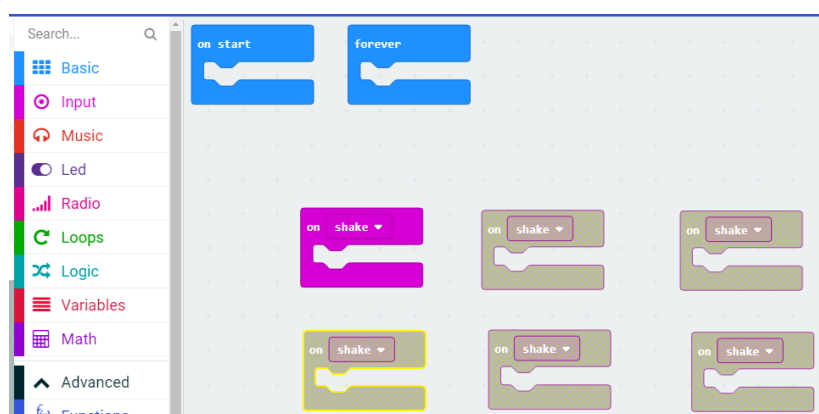 Search...
Basic
Input
Music
Led
Radio
Loops
Logic
Variables
Math
Advanced
Functions
on start
forever
on shake
on shake
on shake
on shake
on shake
on shake